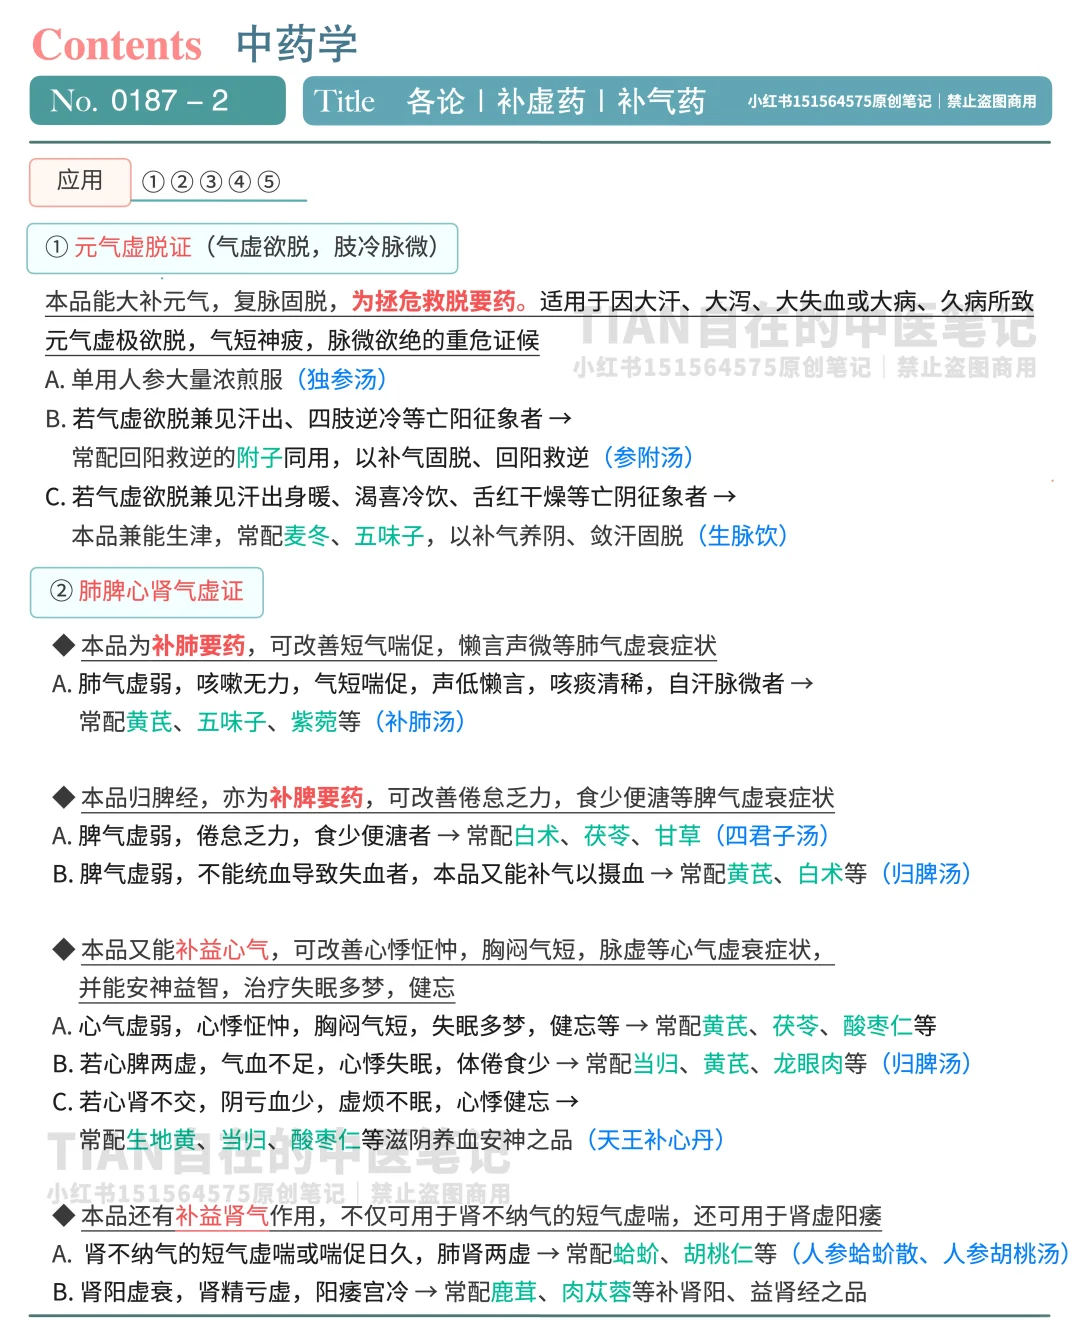 Contents 中药学
No. 0187 – 2
Title 各论丨补虚药丨补气药 小红书151564575原创笔记｜禁止盗图商用
应用 ①②③④⑤
① 元气虚脱证（气虚欲脱，肢冷脉微）
本品能大补元气，复脉固脱，为拯危救脱要药。适用于因大汗、大泻、大失血或大病、久病所致
元气虚极欲脱，气短神疲，脉微欲绝的重危证候
TIAN自在的中医笔记
小红书151564575原创笔记｜禁止盗图商用
A. 单用人参大量浓煎服（独参汤）
B. 若气虚欲脱兼见汗出、四肢逆冷等亡阳征象者 →
常配回阳救逆的附子同用，以补气固脱、回阳救逆（参附汤）
C. 若气虚欲脱兼见汗出身暖、渴喜冷饮、舌红干燥等亡阴征象者 →
本品兼能生津，常配麦冬、五味子，以补气养阴、敛汗固脱（生脉饮）
② 肺脾心肾气虚证
◆ 本品为补肺要药，可改善短气喘促，懒言声微等肺气虚衰症状
A. 肺气虚弱，咳嗽无力，气短喘促，声低懒言，咳痰清稀，自汗脉微者 →
常配黄芪、五味子、紫菀等（补肺汤）
◆ 本品归脾经，亦为补脾要药，可改善倦怠乏力，食少便溏等脾气虚衰症状
A. 脾气虚弱，倦怠乏力，食少便溏者 → 常配白术、茯苓、甘草（四君子汤）
B. 脾气虚弱，不能统血导致失血者，本品又能补气以摄血 → 常配黄芪、白术等（归脾汤）
◆ 本品又能补益心气，可改善心悸怔忡，胸闷气短，脉虚等心气虚衰症状，
并能安神益智，治疗失眠多梦，健忘
A. 心气虚弱，心悸怔忡，胸闷气短，失眠多梦，健忘等 → 常配黄芪、茯苓、酸枣仁等
B. 若心脾两虚，气血不足，心悸失眠，体倦食少 → 常配当归、黄芪、龙眼肉等（归脾汤）
C. 若心肾不交，阴亏血少，虚烦不眠，心悸健忘 →
常配生地黄、当归、酸枣仁等滋阴养血安神之品（天王补心丹）
TIAN自在的中医笔记
小红书151564575原创笔记｜禁止盗图商用
◆ 本品还有补益肾气作用，不仅可用于肾不纳气的短气虚喘，还可用于肾虚阳痿
A. 肾不纳气的短气虚喘或喘促日久，肺肾两虚 → 常配蛤蚧、胡桃仁等（人参蛤蚧散、人参胡桃汤）
B. 肾阳虚衰，肾精亏虚，阳痿宫冷 → 常配鹿茸、肉苁蓉等补肾阳、益肾经之品